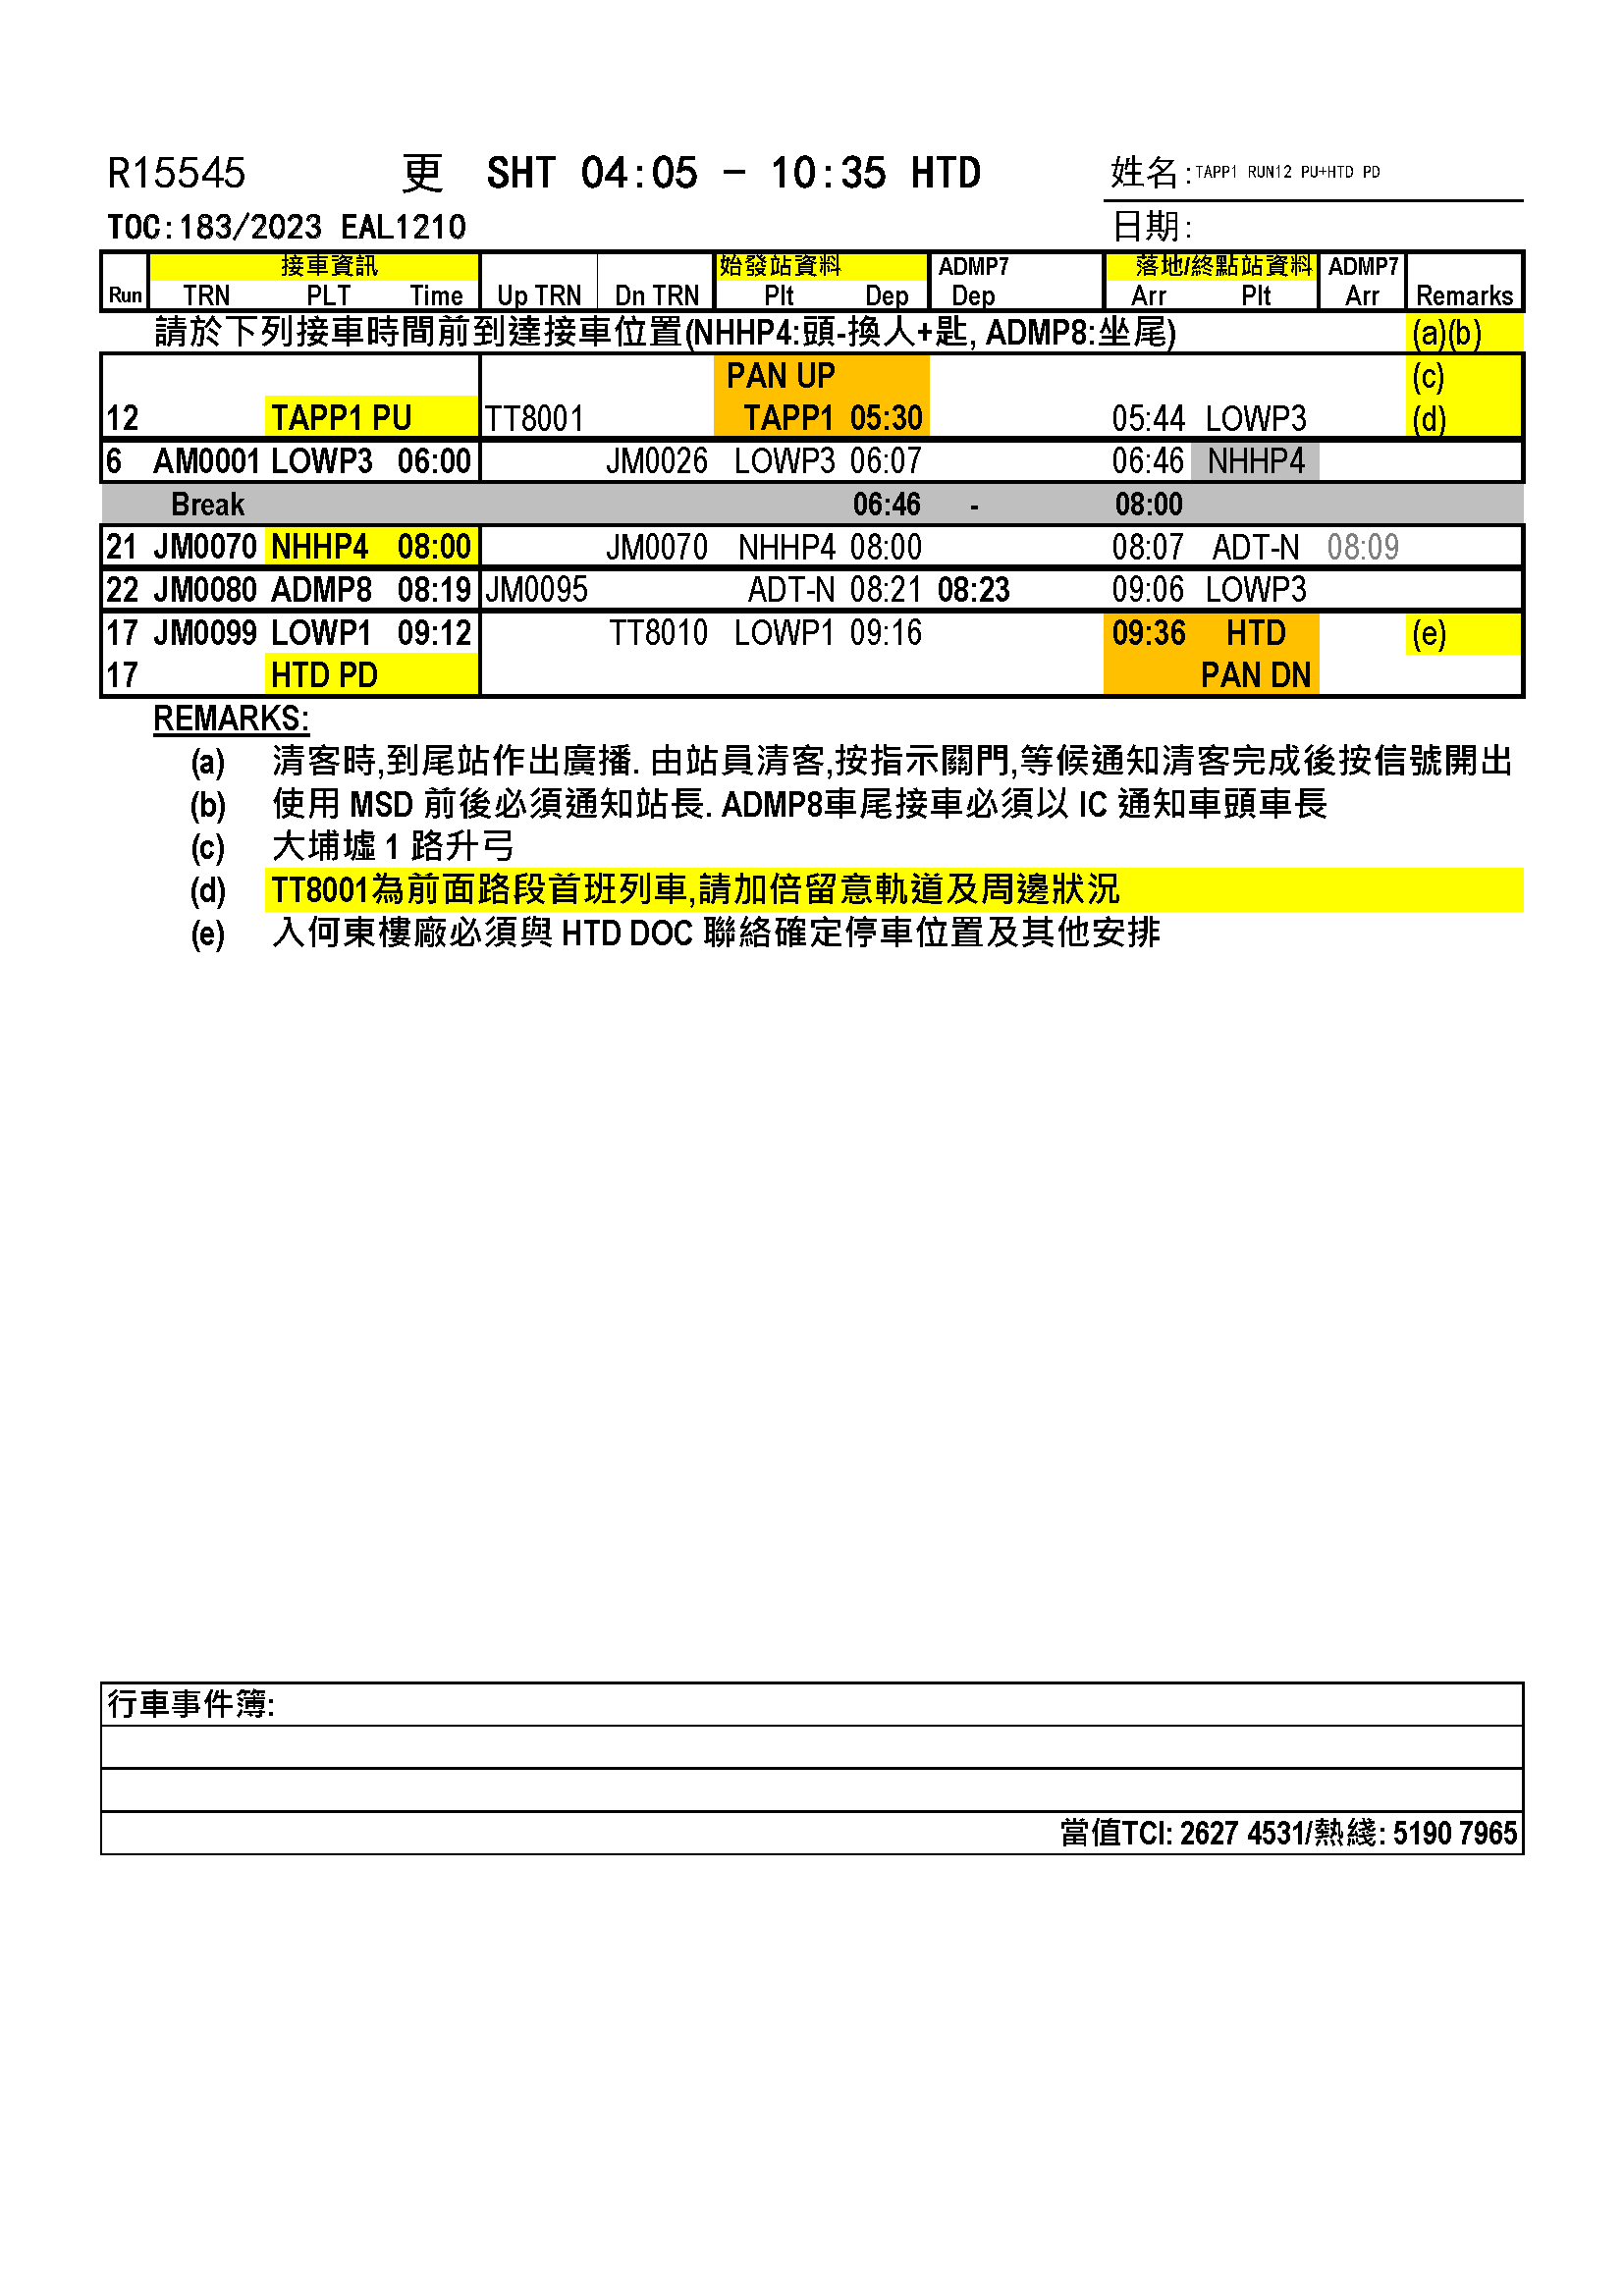 R15545 更 SHT 04:05 - 10:35 HTD 姓名:TAPP1 RUN12 PU+HTD PD
TOC:183/2023 EAL1210 日期:
接車資訊 始發站資料 ADMP7 落地/終點站資料 ADMP7
Run TRN PLT Time Up TRN Dn TRN Plt Dep Dep Arr Plt Arr Remarks
請於下列接車時間前到達接車位置(NHHP4:頭-換人+匙, ADMP8:坐尾) (a)(b)
PAN UP (c)
12 TAPP1 PU TT8001 TAPP1 05:30 05:44 LOWP3 (d)
6 AM0001 LOWP3 06:00 JM0026 LOWP3 06:07 06:46 NHHP4
Break 06:46 - 08:00
21 JM0070 NHHP4 08:00 JM0070 NHHP4 08:00 08:07 ADT-N 08:09
22 JM0080 ADMP8 08:19 JM0095 ADT-N 08:21 08:23 09:06 LOWP3
17 JM0099 LOWP1 09:12 TT8010 LOWP1 09:16 09:36 HTD (e)
17 HTD PD PAN DN
REMARKS:
(a) 清客時,到尾站作出廣播. 由站員清客,按指示關門,等候通知清客完成後按信號開出
(b) 使用 MSD 前後必須通知站長. ADMP8車尾接車必須以 IC 通知車頭車長
(c) 大埔墟 1 路升弓
(d) TT8001為前面路段首班列車,請加倍留意軌道及周邊狀況
(e) 入何東樓廠必須與 HTD DOC 聯絡確定停車位置及其他安排
行車事件簿:
當值TCI: 2627 4531/熱綫: 5190 7965